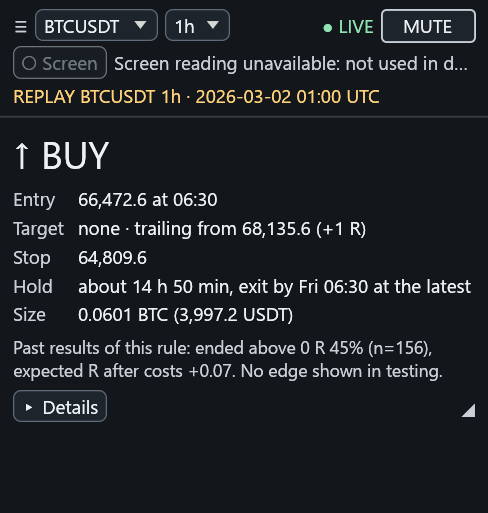 ☰ BTCUSDT ▼ 1h ▼ ● LIVE MUTE
○ Screen Screen reading unavailable: not used in d...
REPLAY BTCUSDT 1h · 2026-03-02 01:00 UTC
↑ BUY
Entry 66,472.6 at 06:30
Target none · trailing from 68,135.6 (+1 R)
Stop 64,809.6
Hold about 14 h 50 min, exit by Fri 06:30 at the latest
Size 0.0601 BTC (3,997.2 USDT)
Past results of this rule: ended above 0 R 45% (n=156),
expected R after costs +0.07. No edge shown in testing.
▸ Details